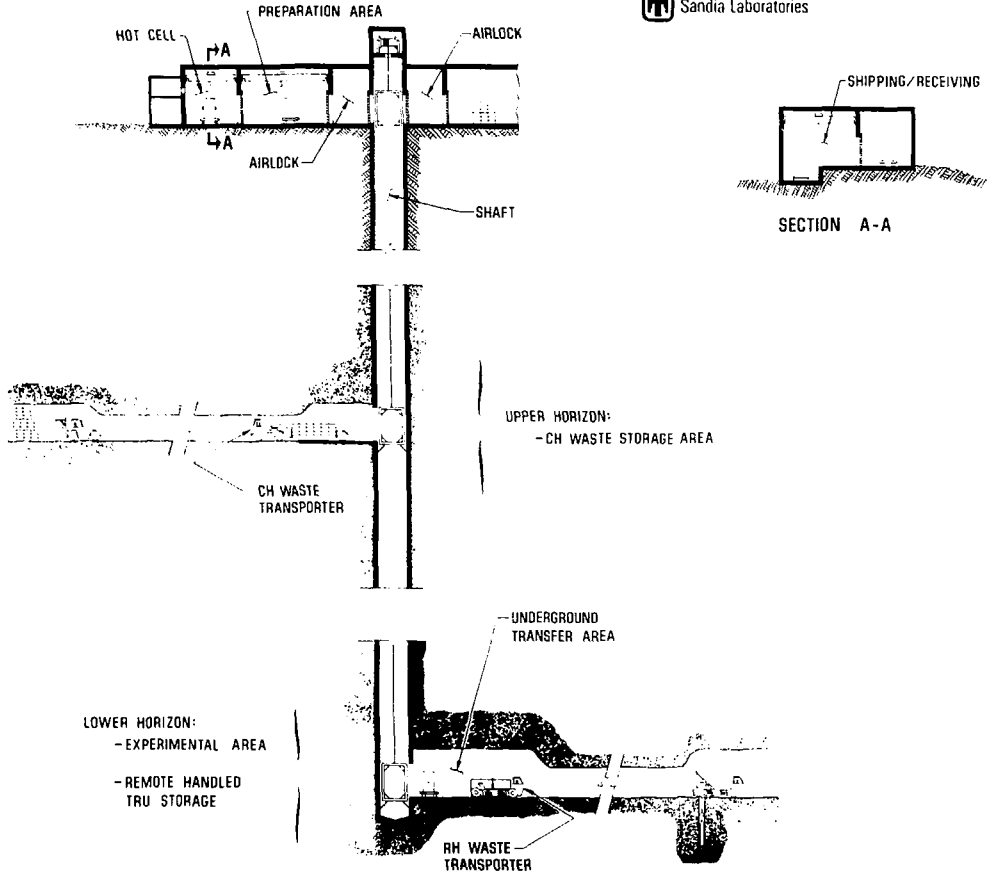 Sandia Laboratories
PREPARATION AREA
HOT CELL
A
AIRLOCK
A
AIRLOCK
SHAFT
SHIPPING/RECEIVING
SECTION A-A
UPPER HORIZON:
-CH WASTE STORAGE AREA
CH WASTE
TRANSPORTER
UNDERGROUND
TRANSFER AREA
LOWER HORIZON:
-EXPERIMENTAL AREA
-REMOTE HANDLED
TRU STORAGE
RH WASTE
TRANSPORTER